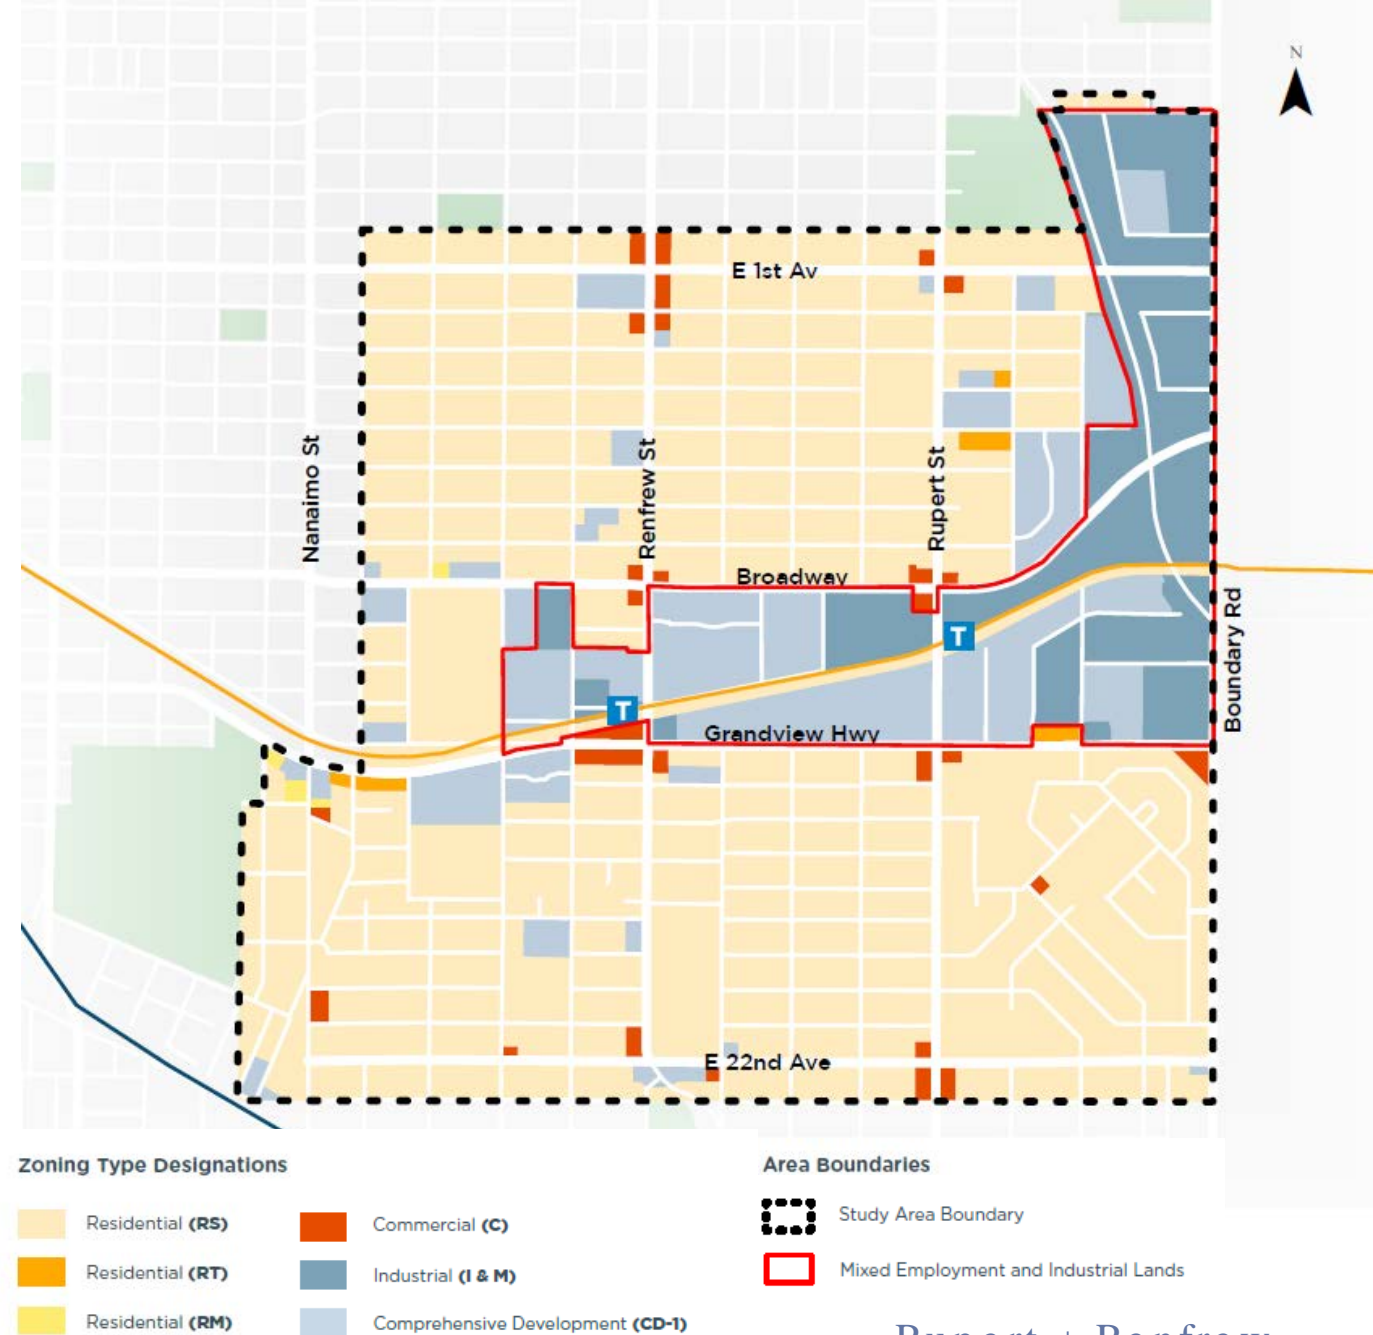 N
E 1st Av
Nanaimo St
Renfrew St
Rupert St
Broadway
T
T
Boundary Rd
Grandview Hwy
E 22nd Ave
Zoning Type Designations
Residential (RS)
Residential (RT)
Residential (RM)
Commercial (C)
Industrial (I & M)
Comprehensive Development (CD-1)
Area Boundaries
Study Area Boundary
Mixed Employment and Industrial Lands
Rupert + Renfrew